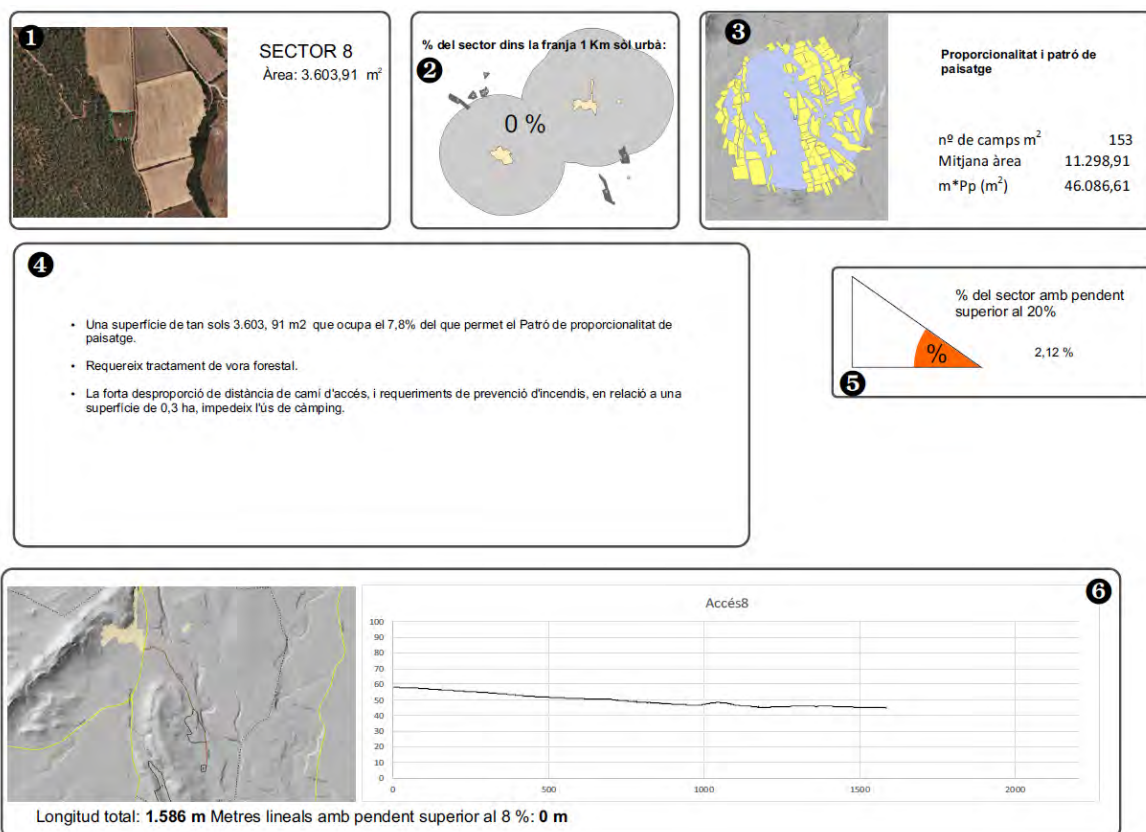 1
SECTOR 8
Àrea: 3.603,91 m²
% del sector dins la franja 1 Km sòl urbà:
2
0 %
3
Proporcionalitat i patró de
paisatge
nº de camps m² 153
Mitjana àrea 11.298,91
m*Pp (m²) 46.086,61
4
• Una superfície de tan sols 3.603, 91 m2 que ocupa el 7,8% del que permet el Patró de proporcionalitat de
paisatge.
• Requereix tractament de vora forestal.
• La forta desproporció de distància de camí d'accés, i requeriments de prevenció d'incendis, en relació a una
superfície de 0,3 ha, impedeix l'ús de càmping.
% del sector amb pendent
superior al 20%
2,12 %
%
5
6
Accés8
100
90
80
70
60
50
40
30
20
10
0
0 500 1000 1500 2000
Longitud total: 1.586 m Metres lineals amb pendent superior al 8 %: 0 m